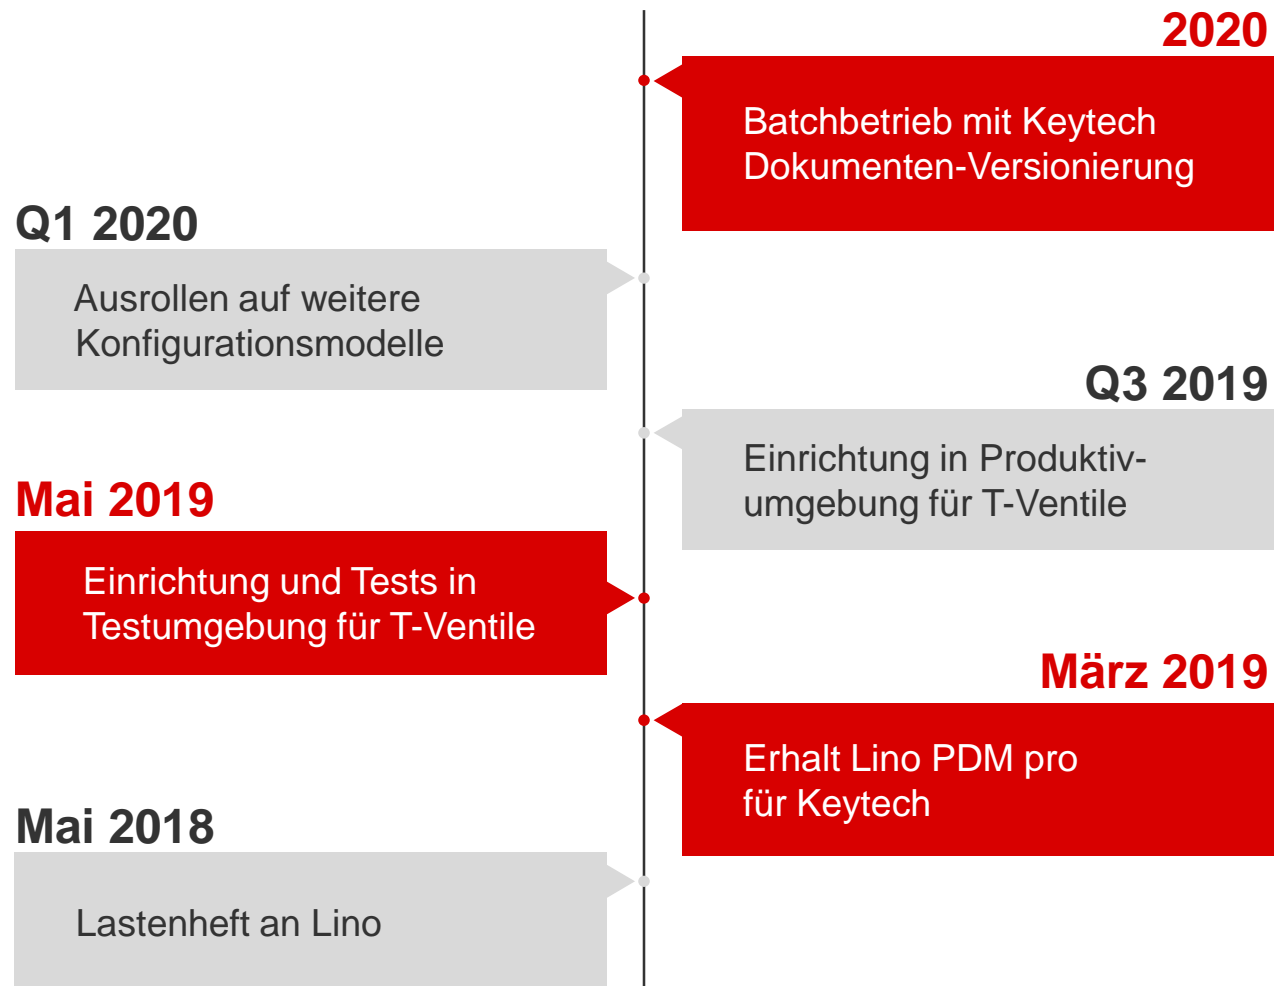 2020
Batchbetrieb mit Keytech
Dokumenten-Versionierung
Q1 2020
Ausrollen auf weitere
Konfigurationsmodelle
Q3 2019
Einrichtung in Produktiv-
umgebung für T-Ventile
Mai 2019
Einrichtung und Tests in
Testumgebung für T-Ventile
März 2019
Erhalt Lino PDM pro
für Keytech
Mai 2018
Lastenheft an Lino